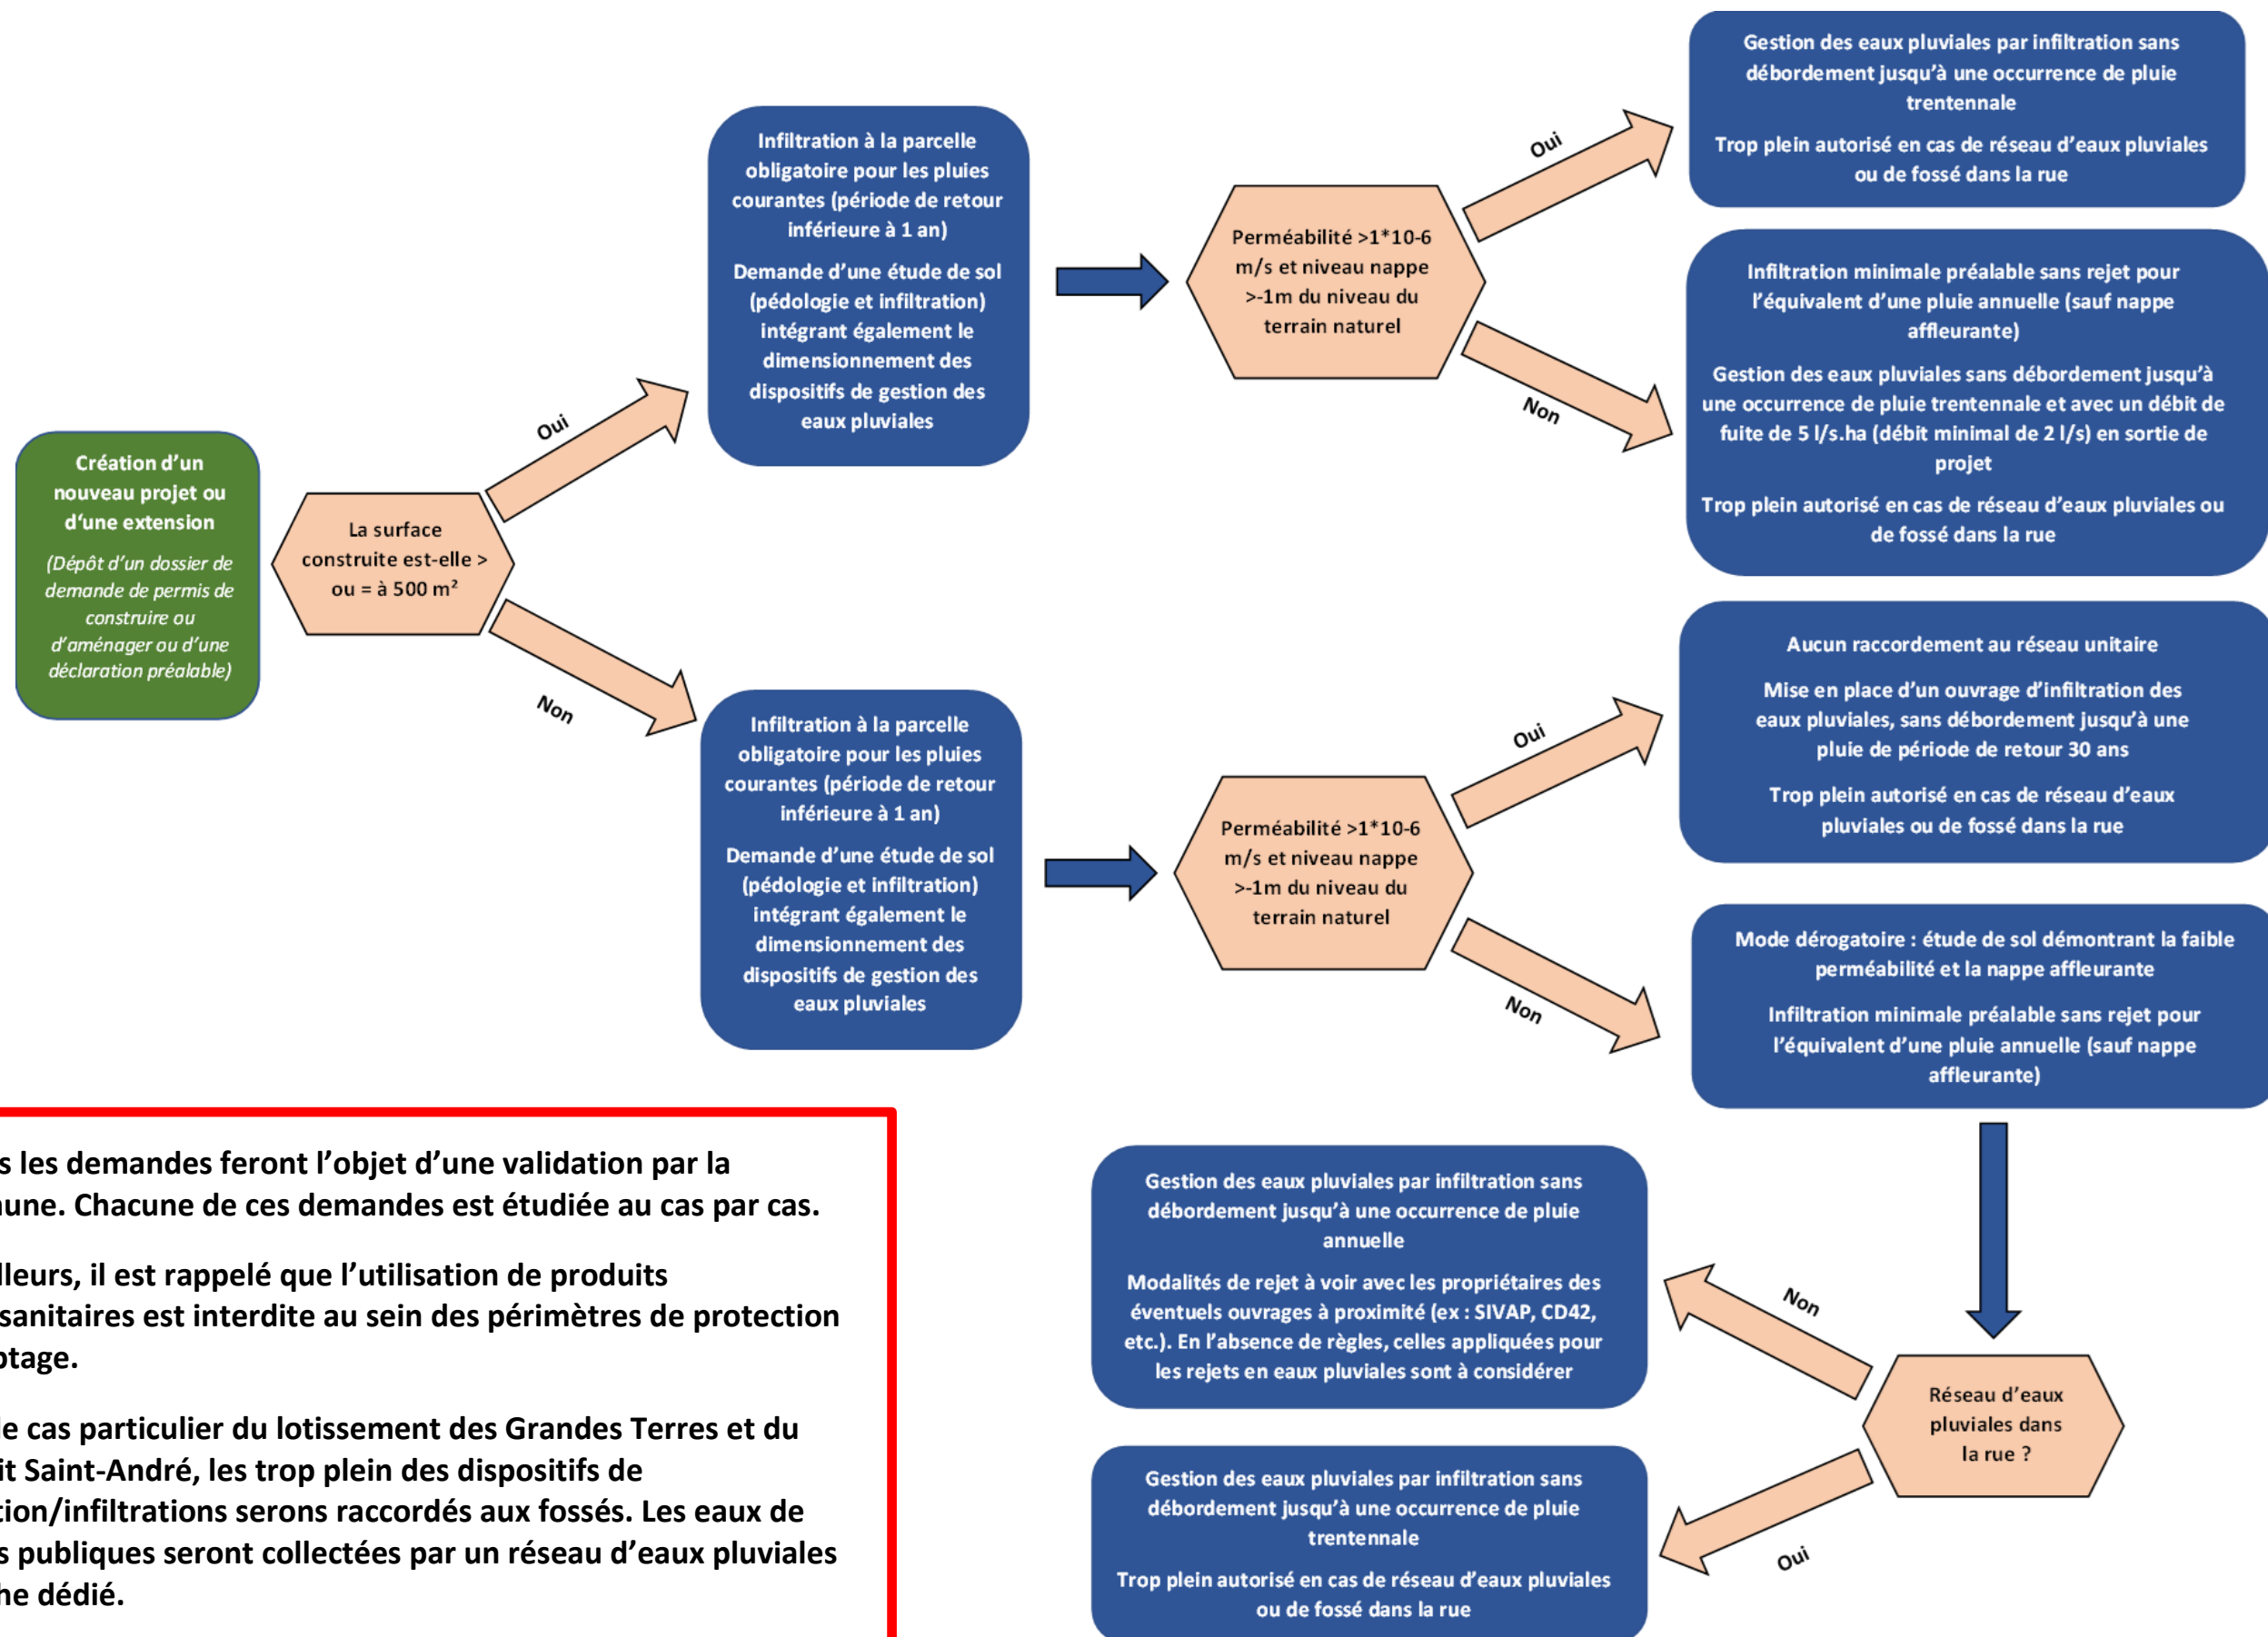 Création d’un
nouveau projet ou
d‘une extension
(Dépôt d’un dossier de
demande de permis de
construire ou
d’aménager ou d’une
déclaration préalable)
La surface
construite est-elle >
ou = à 500 m²
Oui
Non
Infiltration à la parcelle
obligatoire pour les pluies
courantes (période de retour
inférieure à 1 an)
Demande d’une étude de sol
(pédologie et infiltration)
intégrant également le
dimensionnement des
dispositifs de gestion des
eaux pluviales
Perméabilité >1*10-6
m/s et niveau nappe
>-1m du niveau du
terrain naturel
Oui
Non
Gestion des eaux pluviales par infiltration sans
débordement jusqu’à une occurrence de pluie
trentennale
Trop plein autorisé en cas de réseau d’eaux pluviales
ou de fossé dans la rue
Infiltration minimale préalable sans rejet pour
l’équivalent d’une pluie annuelle (sauf nappe
affleurante)
Gestion des eaux pluviales sans débordement jusqu’à
une occurrence de pluie trentennale et avec un débit de
fuite de 5 l/s.ha (débit minimal de 2 l/s) en sortie de
projet
Trop plein autorisé en cas de réseau d’eaux pluviales ou
de fossé dans la rue
Infiltration à la parcelle
obligatoire pour les pluies
courantes (période de retour
inférieure à 1 an)
Demande d’une étude de sol
(pédologie et infiltration)
intégrant également le
dimensionnement des
dispositifs de gestion des
eaux pluviales
Perméabilité >1*10-6
m/s et niveau nappe
>-1m du niveau du
terrain naturel
Oui
Non
Aucun raccordement au réseau unitaire
Mise en place d’un ouvrage d’infiltration des
eaux pluviales, sans débordement jusqu’à une
pluie de période de retour 30 ans
Trop plein autorisé en cas de réseau d’eaux
pluviales ou de fossé dans la rue
Mode dérogatoire : étude de sol démontrant la faible
perméabilité et la nappe affleurante
Infiltration minimale préalable sans rejet pour
l’équivalent d’une pluie annuelle (sauf nappe
affleurante)
Réseau d’eaux
pluviales dans
la rue ?
Non
Oui
Gestion des eaux pluviales par infiltration sans
débordement jusqu’à une occurrence de pluie
annuelle
Modalités de rejet à voir avec les propriétaires des
éventuels ouvrages à proximité (ex : SIVAP, CD42,
etc.). En l’absence de règles, celles appliquées pour
les rejets en eaux pluviales sont à considérer
Gestion des eaux pluviales par infiltration sans
débordement jusqu’à une occurrence de pluie
trentennale
Trop plein autorisé en cas de réseau d’eaux pluviales
ou de fossé dans la rue
les demandes feront l’objet d’une validation par la
Chacune de ces demandes est étudiée au cas par cas.
il est rappelé que l’utilisation de produits
est interdite au sein des périmètres de protection
cas particulier du lotissement des Grandes Terres et du
Saint-André, les trop plein des dispositifs de
serons raccordés aux fossés. Les eaux de
publiques seront collectées par un réseau d’eaux pluviales
dédié.